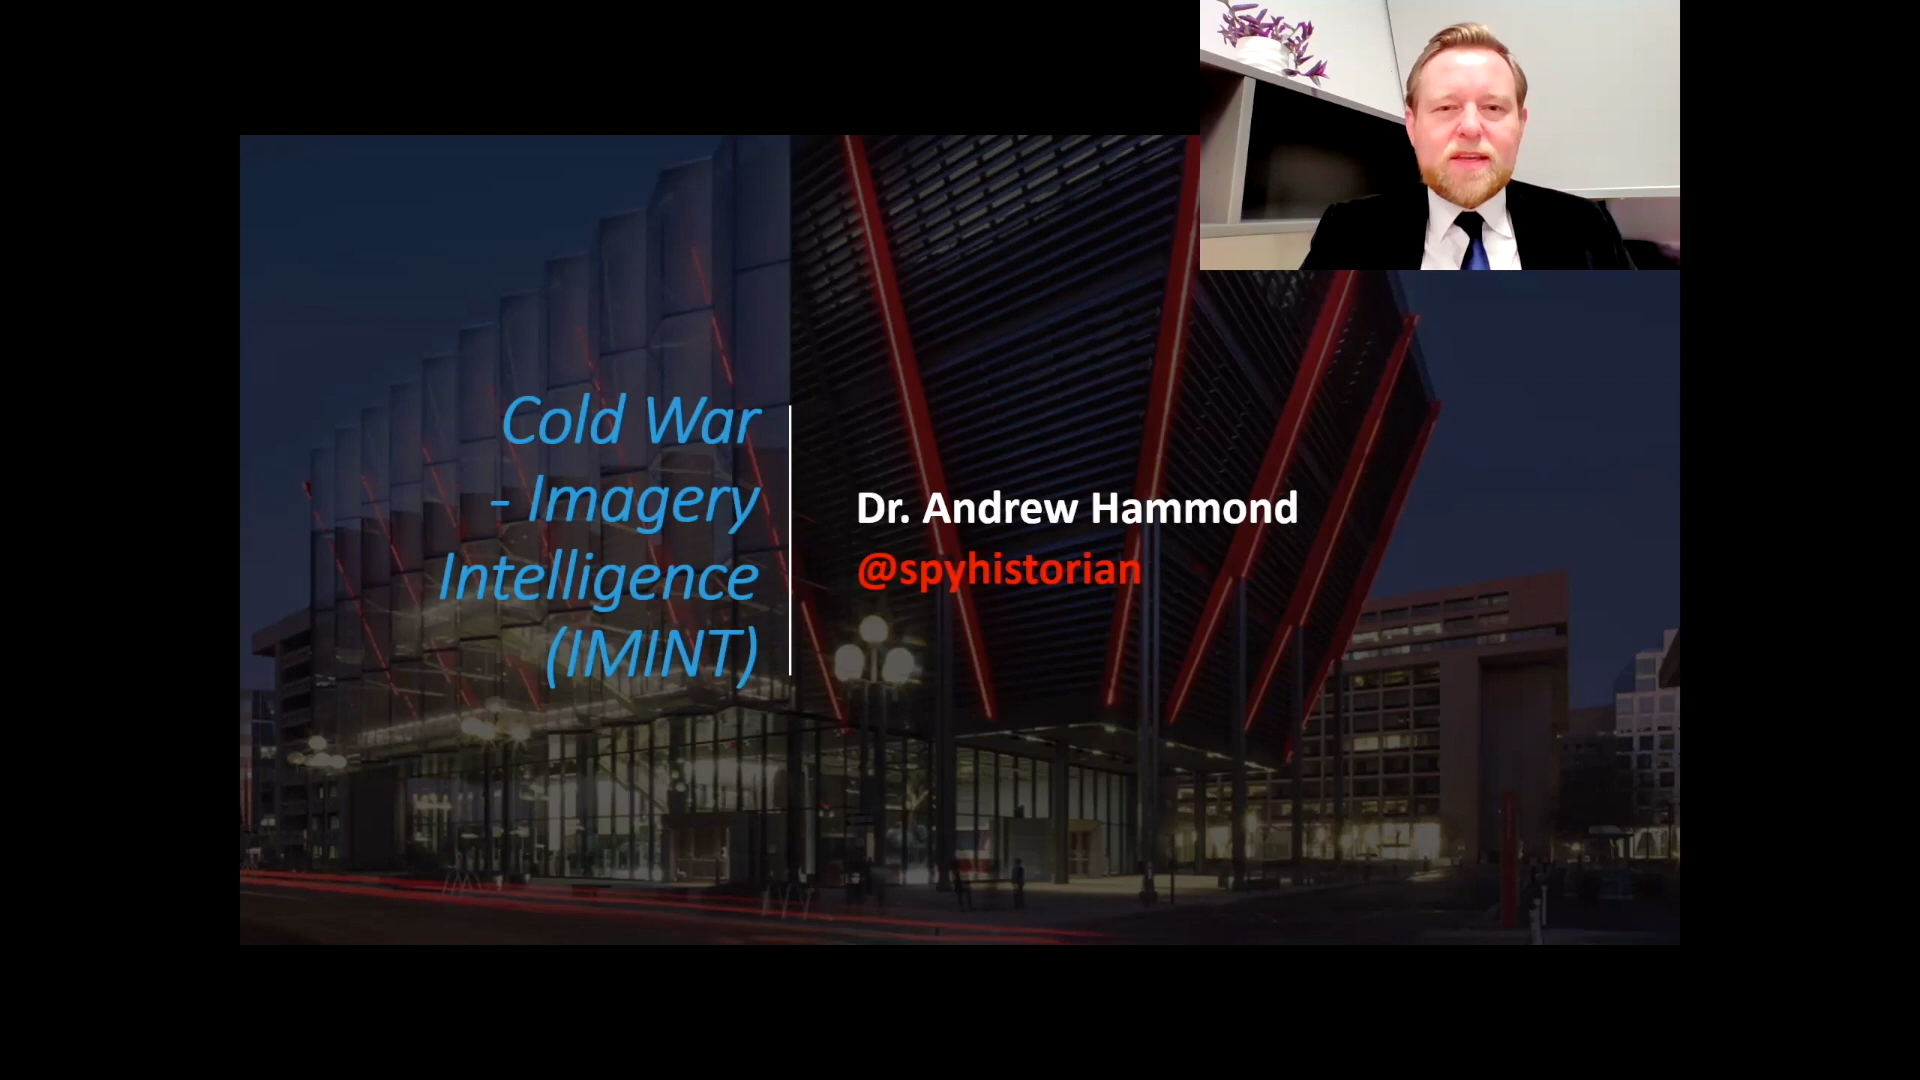 Cold War
- Imagery
Intelligence
(IMINT)
Dr. Andrew Hammond
@spyhistorian